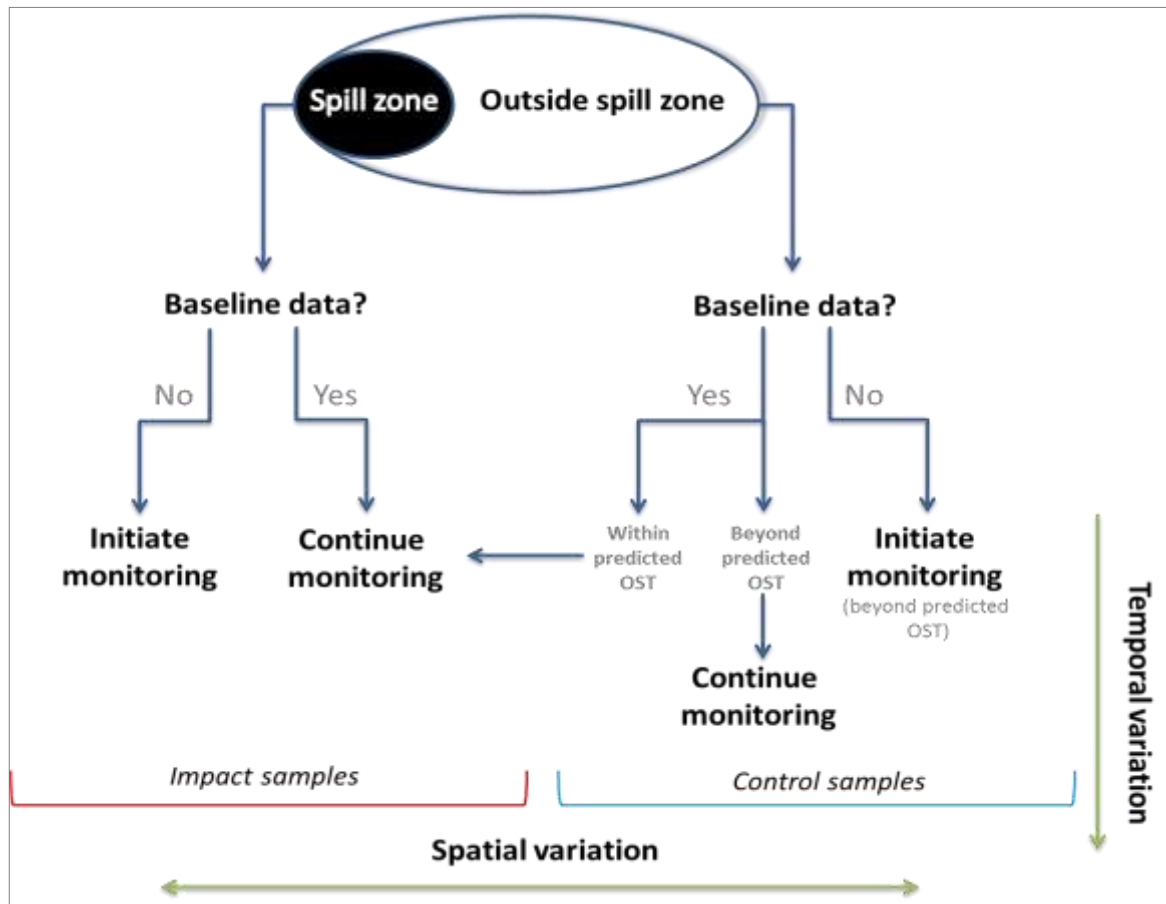 Spill zone
Outside spill zone
Baseline data?
Baseline data?
No
Yes
Yes
No
Initiate
monitoring
Continue
monitoring
Within
predicted
OST
Beyond
predicted
OST
Initiate
monitoring
(beyond predicted
OST)
Continue
monitoring
Impact samples
Control samples
Spatial variation
Temporal variation